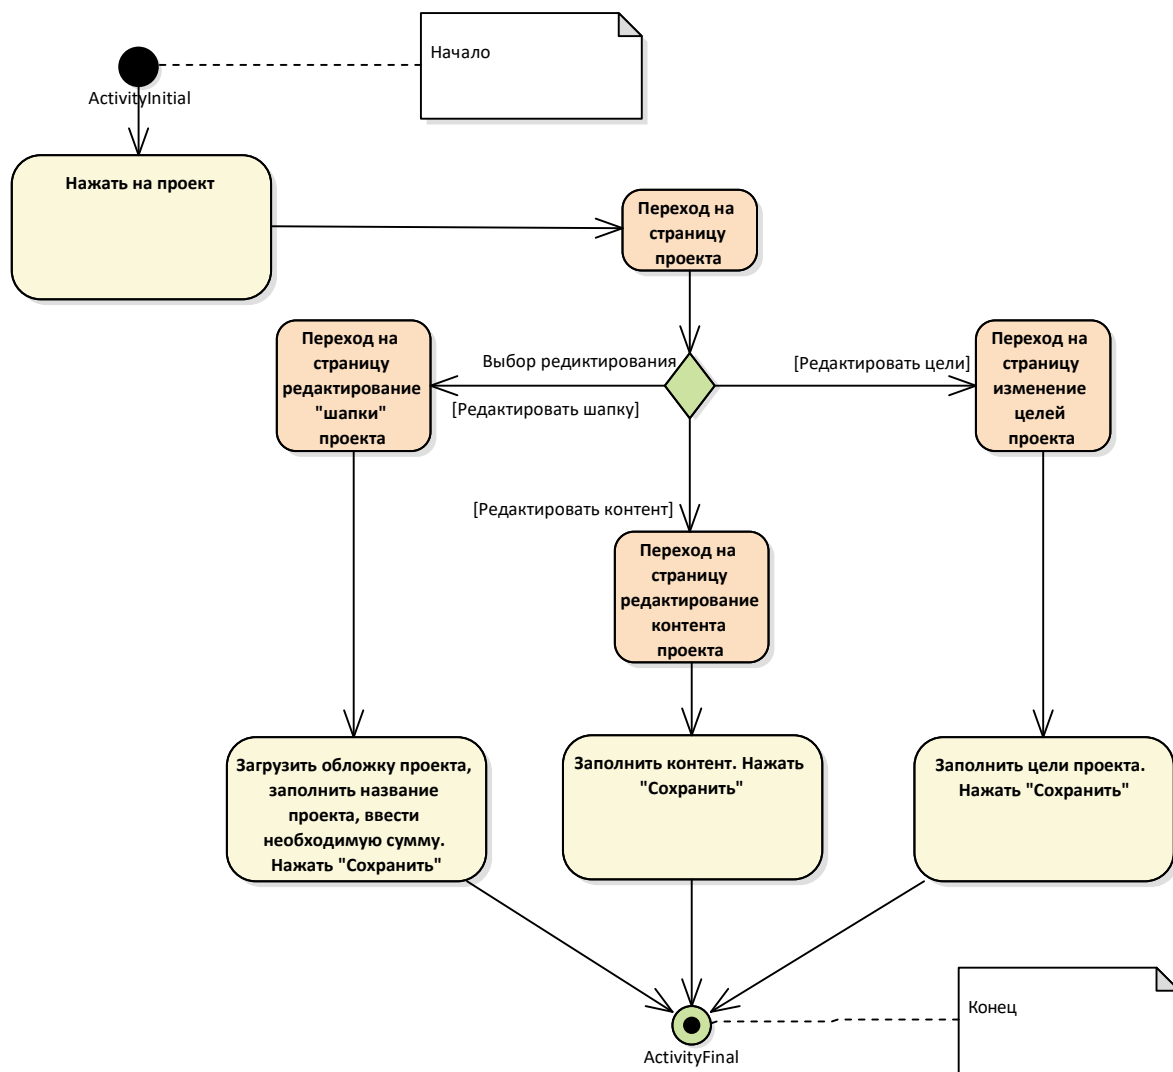 Начало
ActivityInitial
Нажать на проект
Переход на
страницу
проекта
Переход на
страницу
редактирование
"шапки"
проекта
Выбор редиктирования
[Редактировать шапку]
[Редактировать цели]
Переход на
страницу
изменение
целей
проекта
[Редактировать контент]
Переход на
страницу
редактирование
контента
проекта
Загрузить обложку проекта,
заполнить название
проекта, ввести
необходимую сумму.
Нажать "Сохранить"
Заполнить контент. Нажать
"Сохранить"
Заполнить цели проекта.
Нажать "Сохранить"
Конец
ActivityFinal